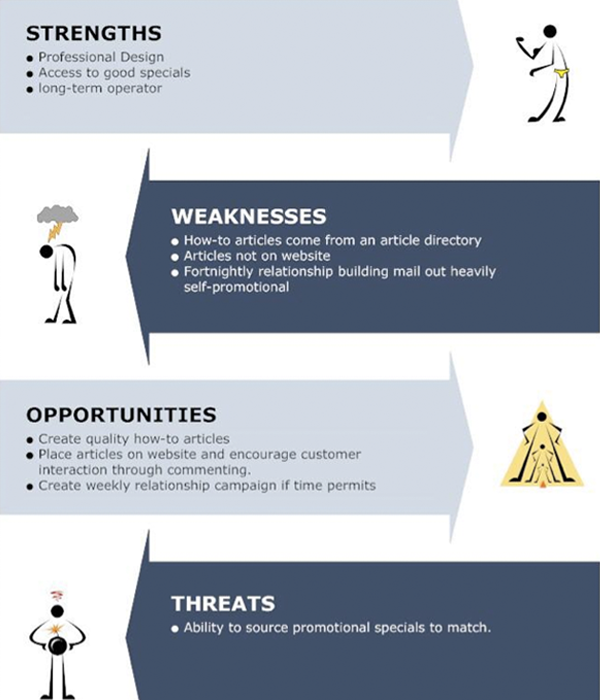 STRENGTHS
● Professional Design
● Access to good specials
● long-term operator
WEAKNESSES
● How-to articles come from an article directory
● Articles not on website
● Fortnightly relationship building mail out heavily
self-promotional
OPPORTUNITIES
● Create quality how-to articles
● Place articles on website and encourage customer
interaction through commenting.
● Create weekly relationship campaign if time permits
THREATS
● Ability to source promotional specials to match.